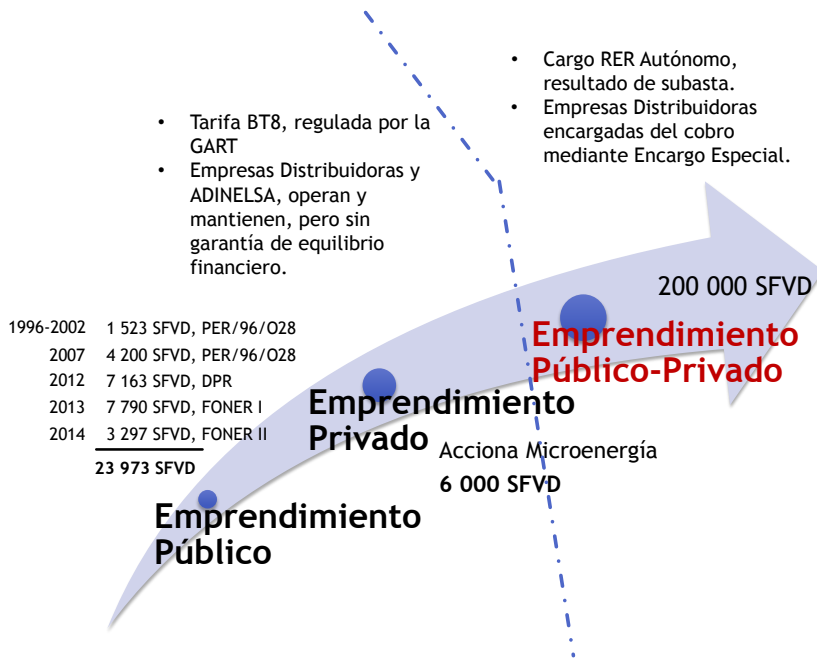 • Cargo RER Autónomo,
resultado de subasta.
• Empresas Distribuidoras
encargadas del cobro
mediante Encargo Especial.
• Tarifa BT8, regulada por la
GART
• Empresas Distribuidoras y
ADINELSA, operan y
mantienen, pero sin
garantía de equilibrio
financiero.
200 000 SFVD
Emprendimiento
Público-Privado
1996-2002 1 523 SFVD, PER/96/O28
2007 4 200 SFVD, PER/96/O28
2012 7 163 SFVD, DPR
2013 7 790 SFVD, FONER I
2014 3 297 SFVD, FONER II
23 973 SFVD
Emprendimiento
Privado
Acciona Microenergía
6 000 SFVD
Emprendimiento
Público